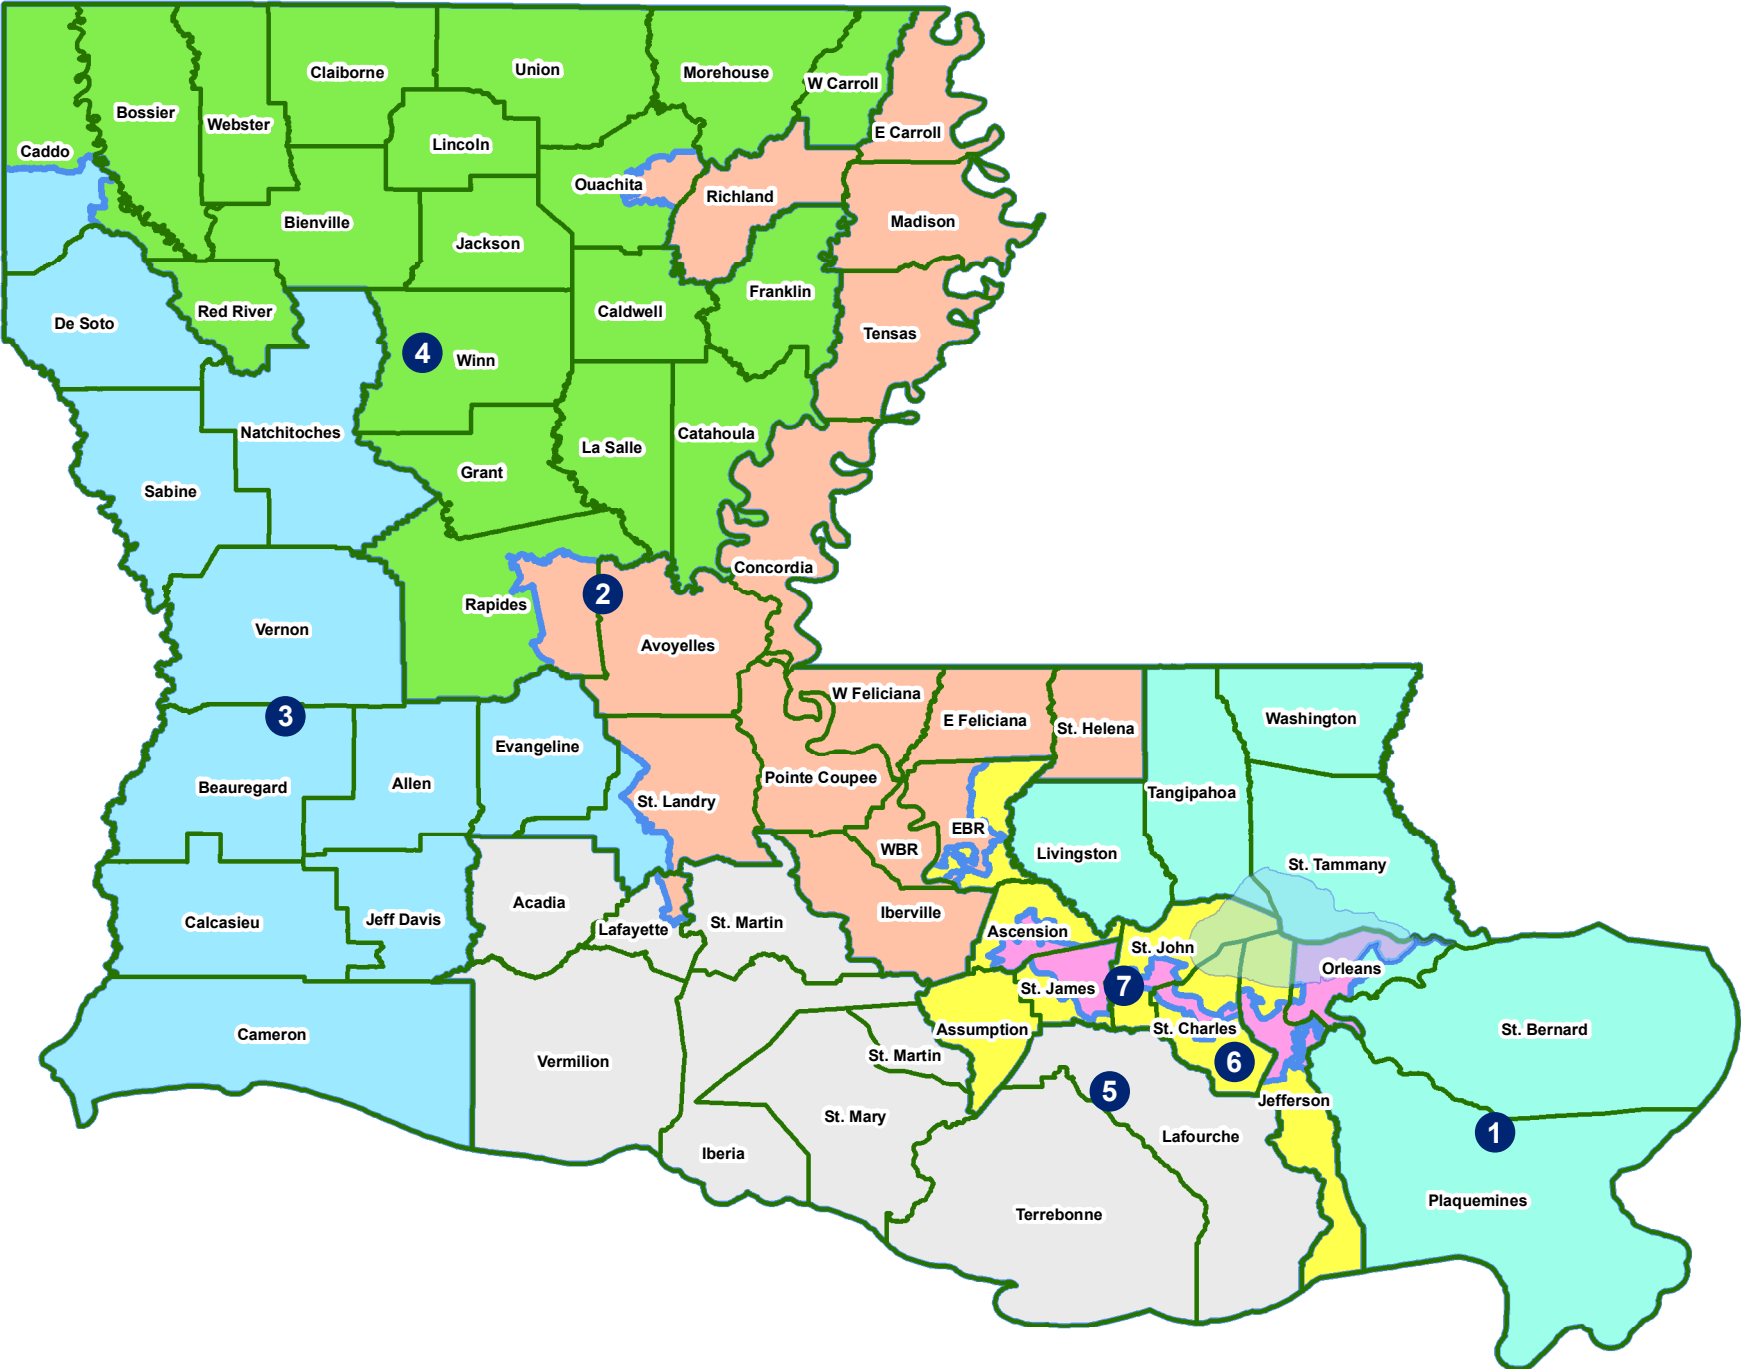 Claiborne
Union
Morehouse
W Carroll
Bossier
Webster
E Carroll
Caddo
Lincoln
Ouachita
Richland
Bienville
Madison
Jackson
Franklin
Red River
Caldwell
De Soto
Tensas
4
Winn
Natchitoches
Catahoula
La Salle
Grant
Sabine
Concordia
2
Rapides
Vernon
Avoyelles
W Feliciana
3
E Feliciana
Washington
St. Helena
Evangeline
Pointe Coupee
Allen
Beauregard
Tangipahoa
St. Landry
EBR
WBR
Livingston
St. Tammany
Acadia
Iberville
Calcasieu
Jeff Davis
St. Martin
Lafayette
Ascension
St. John
Orleans
St. James
7
Cameron
Assumption
St. Charles
St. Bernard
St. Martin
Vermilion
6
5
Jefferson
St. Mary
1
Lafourche
Iberia
Plaquemines
Terrebonne